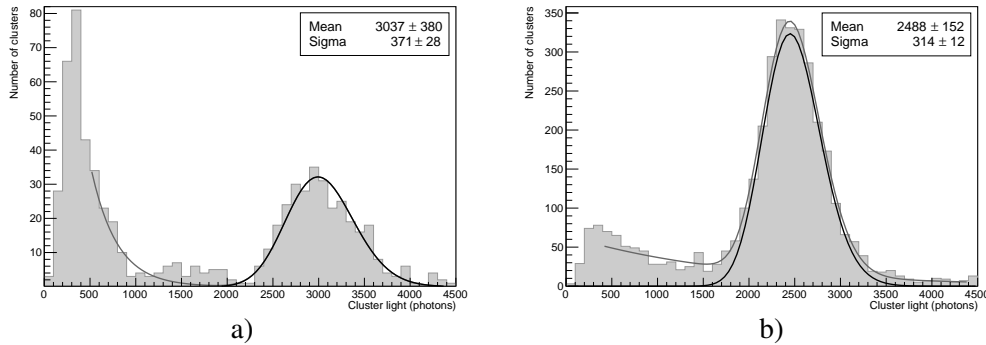 Number of clusters
80
70
60
50
40
30
20
10
0
Mean 3037 ± 380
Sigma 371 ± 28
0 500 1000 1500 2000 2500 3000 3500 4000 4500
Cluster light (photons)
a)
Number of clusters
350
300
250
200
150
100
50
0
Mean 2488 ± 152
Sigma 314 ± 12
0 500 1000 1500 2000 2500 3000 3500 4000 4500
Cluster light (photons)
b)